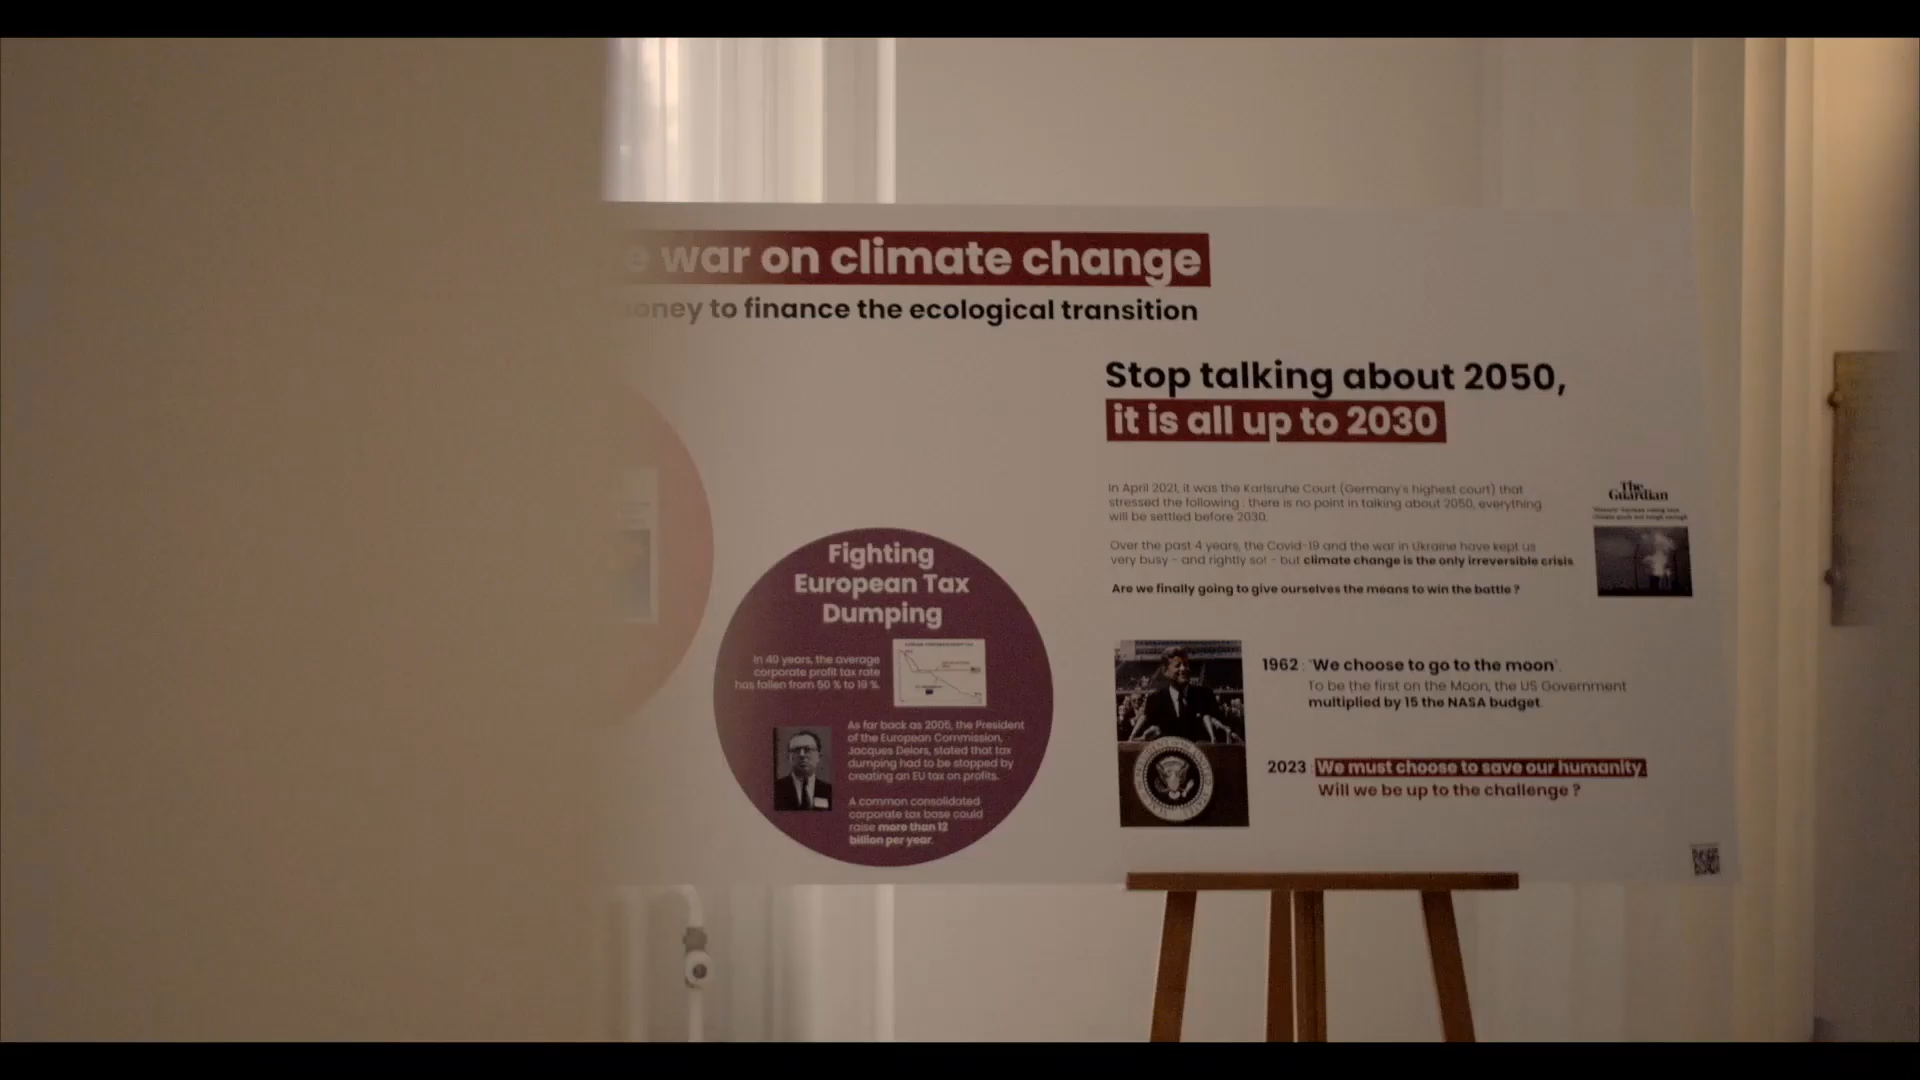 war on climate change
money to finance the ecological transition
Stop talking about 2050,
it is all up to 2030
In April 2021, it was the Karlsruhe Court (Germany's highest court) that
stressed the following : there is no point in talking about 2050, everything
will be settled before 2030.
Over the past 4 years, the Covid-19 and the war in Ukraine have kept us
very busy - and rightly so! - but climate change is the only irreversible crisis
Are we finally going to give ourselves the means to win the battle ?
The
Guardian
Fighting
European Tax
Dumping
In 40 years, the average
corporate profit tax rate
has fallen from 50 % to 19 %.
As far back as 2005, the President
of the European Commission,
Jacques Delors, stated that tax
dumping had to be stopped by
creating an EU tax on profits.
A common consolidated
corporate tax base could
raise more than 12
billion per year.
1962 : 'We choose to go to the moon'.
To be the first on the Moon, the US Government
multiplied by 15 the NASA budget.
2023 : We must choose to save our humanity.
Will we be up to the challenge ?